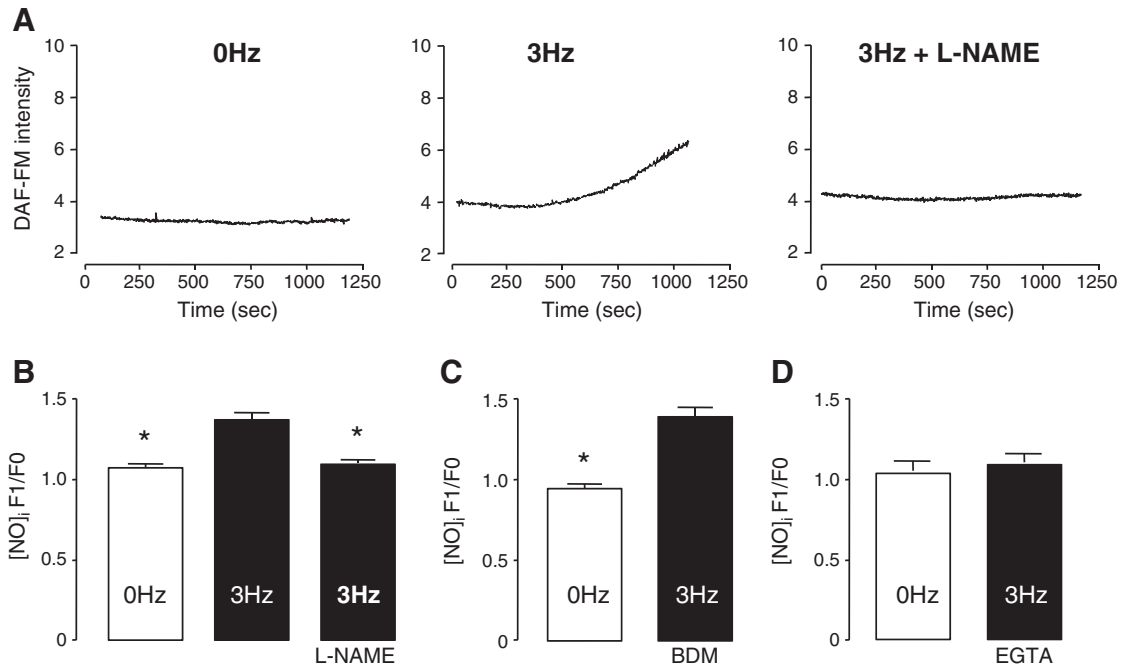 A
0Hz
3Hz
3Hz + L-NAME
DAF-FM intensity
10
8
6
4
2
0 250 500 750 1000 1250
Time (sec)
10
8
6
4
2
0 250 500 750 1000 1250
Time (sec)
10
8
6
4
2
0 250 500 750 1000 1250
Time (sec)
B
[NO]i F1/F0
1.5
1.0
0.5
0
*
*
0Hz
3Hz
3Hz
L-NAME
C
[NO]i F1/F0
1.5
1.0
0.5
0
*
0Hz
3Hz
BDM
D
[NO]i F1/F0
1.5
1.0
0.5
0
0Hz
3Hz
EGTA